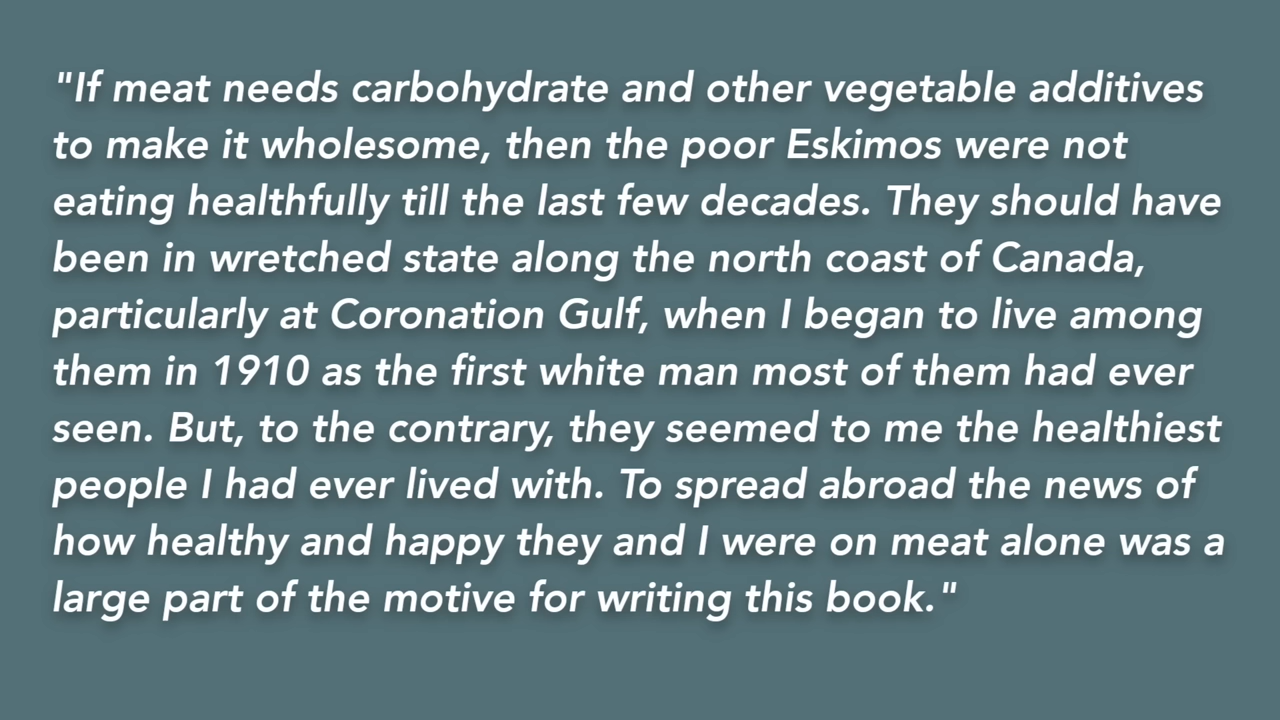 "If meat needs carbohydrate and other vegetable additives
to make it wholesome, then the poor Eskimos were not
eating healthfully till the last few decades. They should have
been in wretched state along the north coast of Canada,
particularly at Coronation Gulf, when I began to live among
them in 1910 as the first white man most of them had ever
seen. But, to the contrary, they seemed to me the healthiest
people I had ever lived with. To spread abroad the news of
how healthy and happy they and I were on meat alone was a
large part of the motive for writing this book."